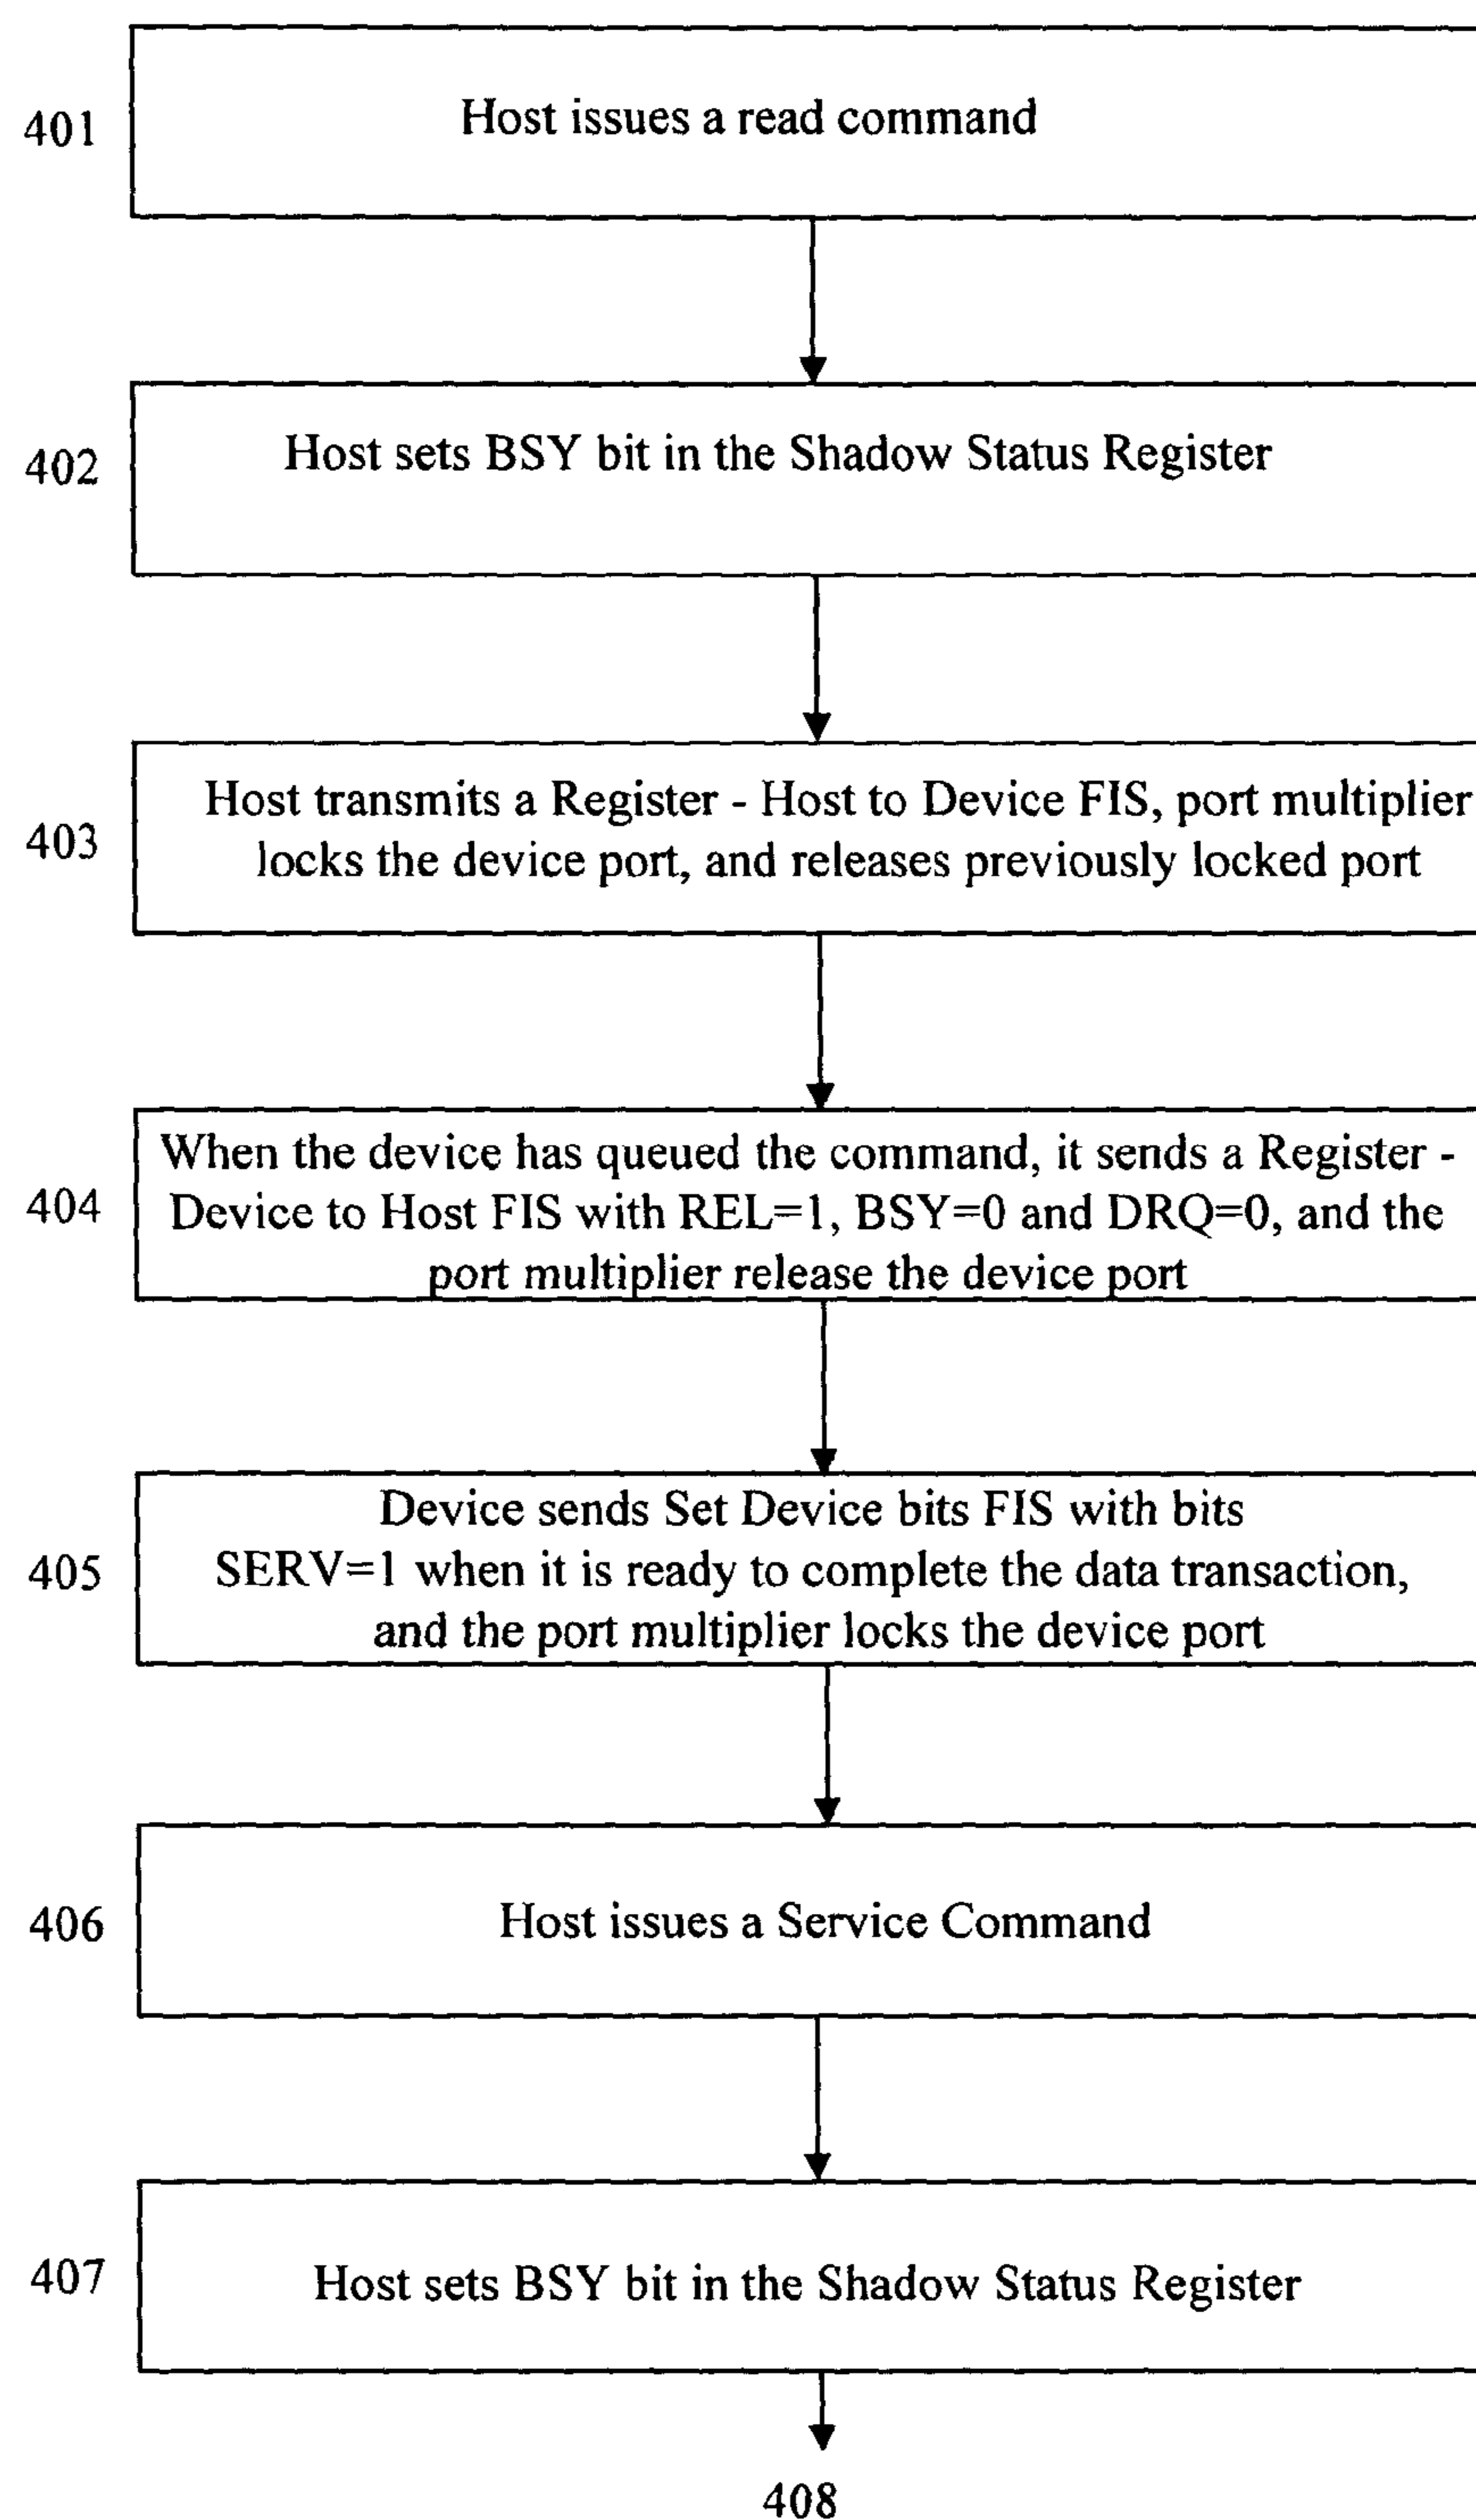 401
Host issues a read command
402
Host sets BSY bit in the Shadow Status Register
403
Host transmits a Register - Host to Device FIS, port multiplier
locks the device port, and releases previously locked port
404
When the device has queued the command, it sends a Register -
Device to Host FIS with REL=1, BSY=0 and DRQ=0, and the
port multiplier release the device port
405
Device sends Set Device bits FIS with bits
SERV=1 when it is ready to complete the data transaction,
and the port multiplier locks the device port
406
Host issues a Service Command
407
Host sets BSY bit in the Shadow Status Register
408